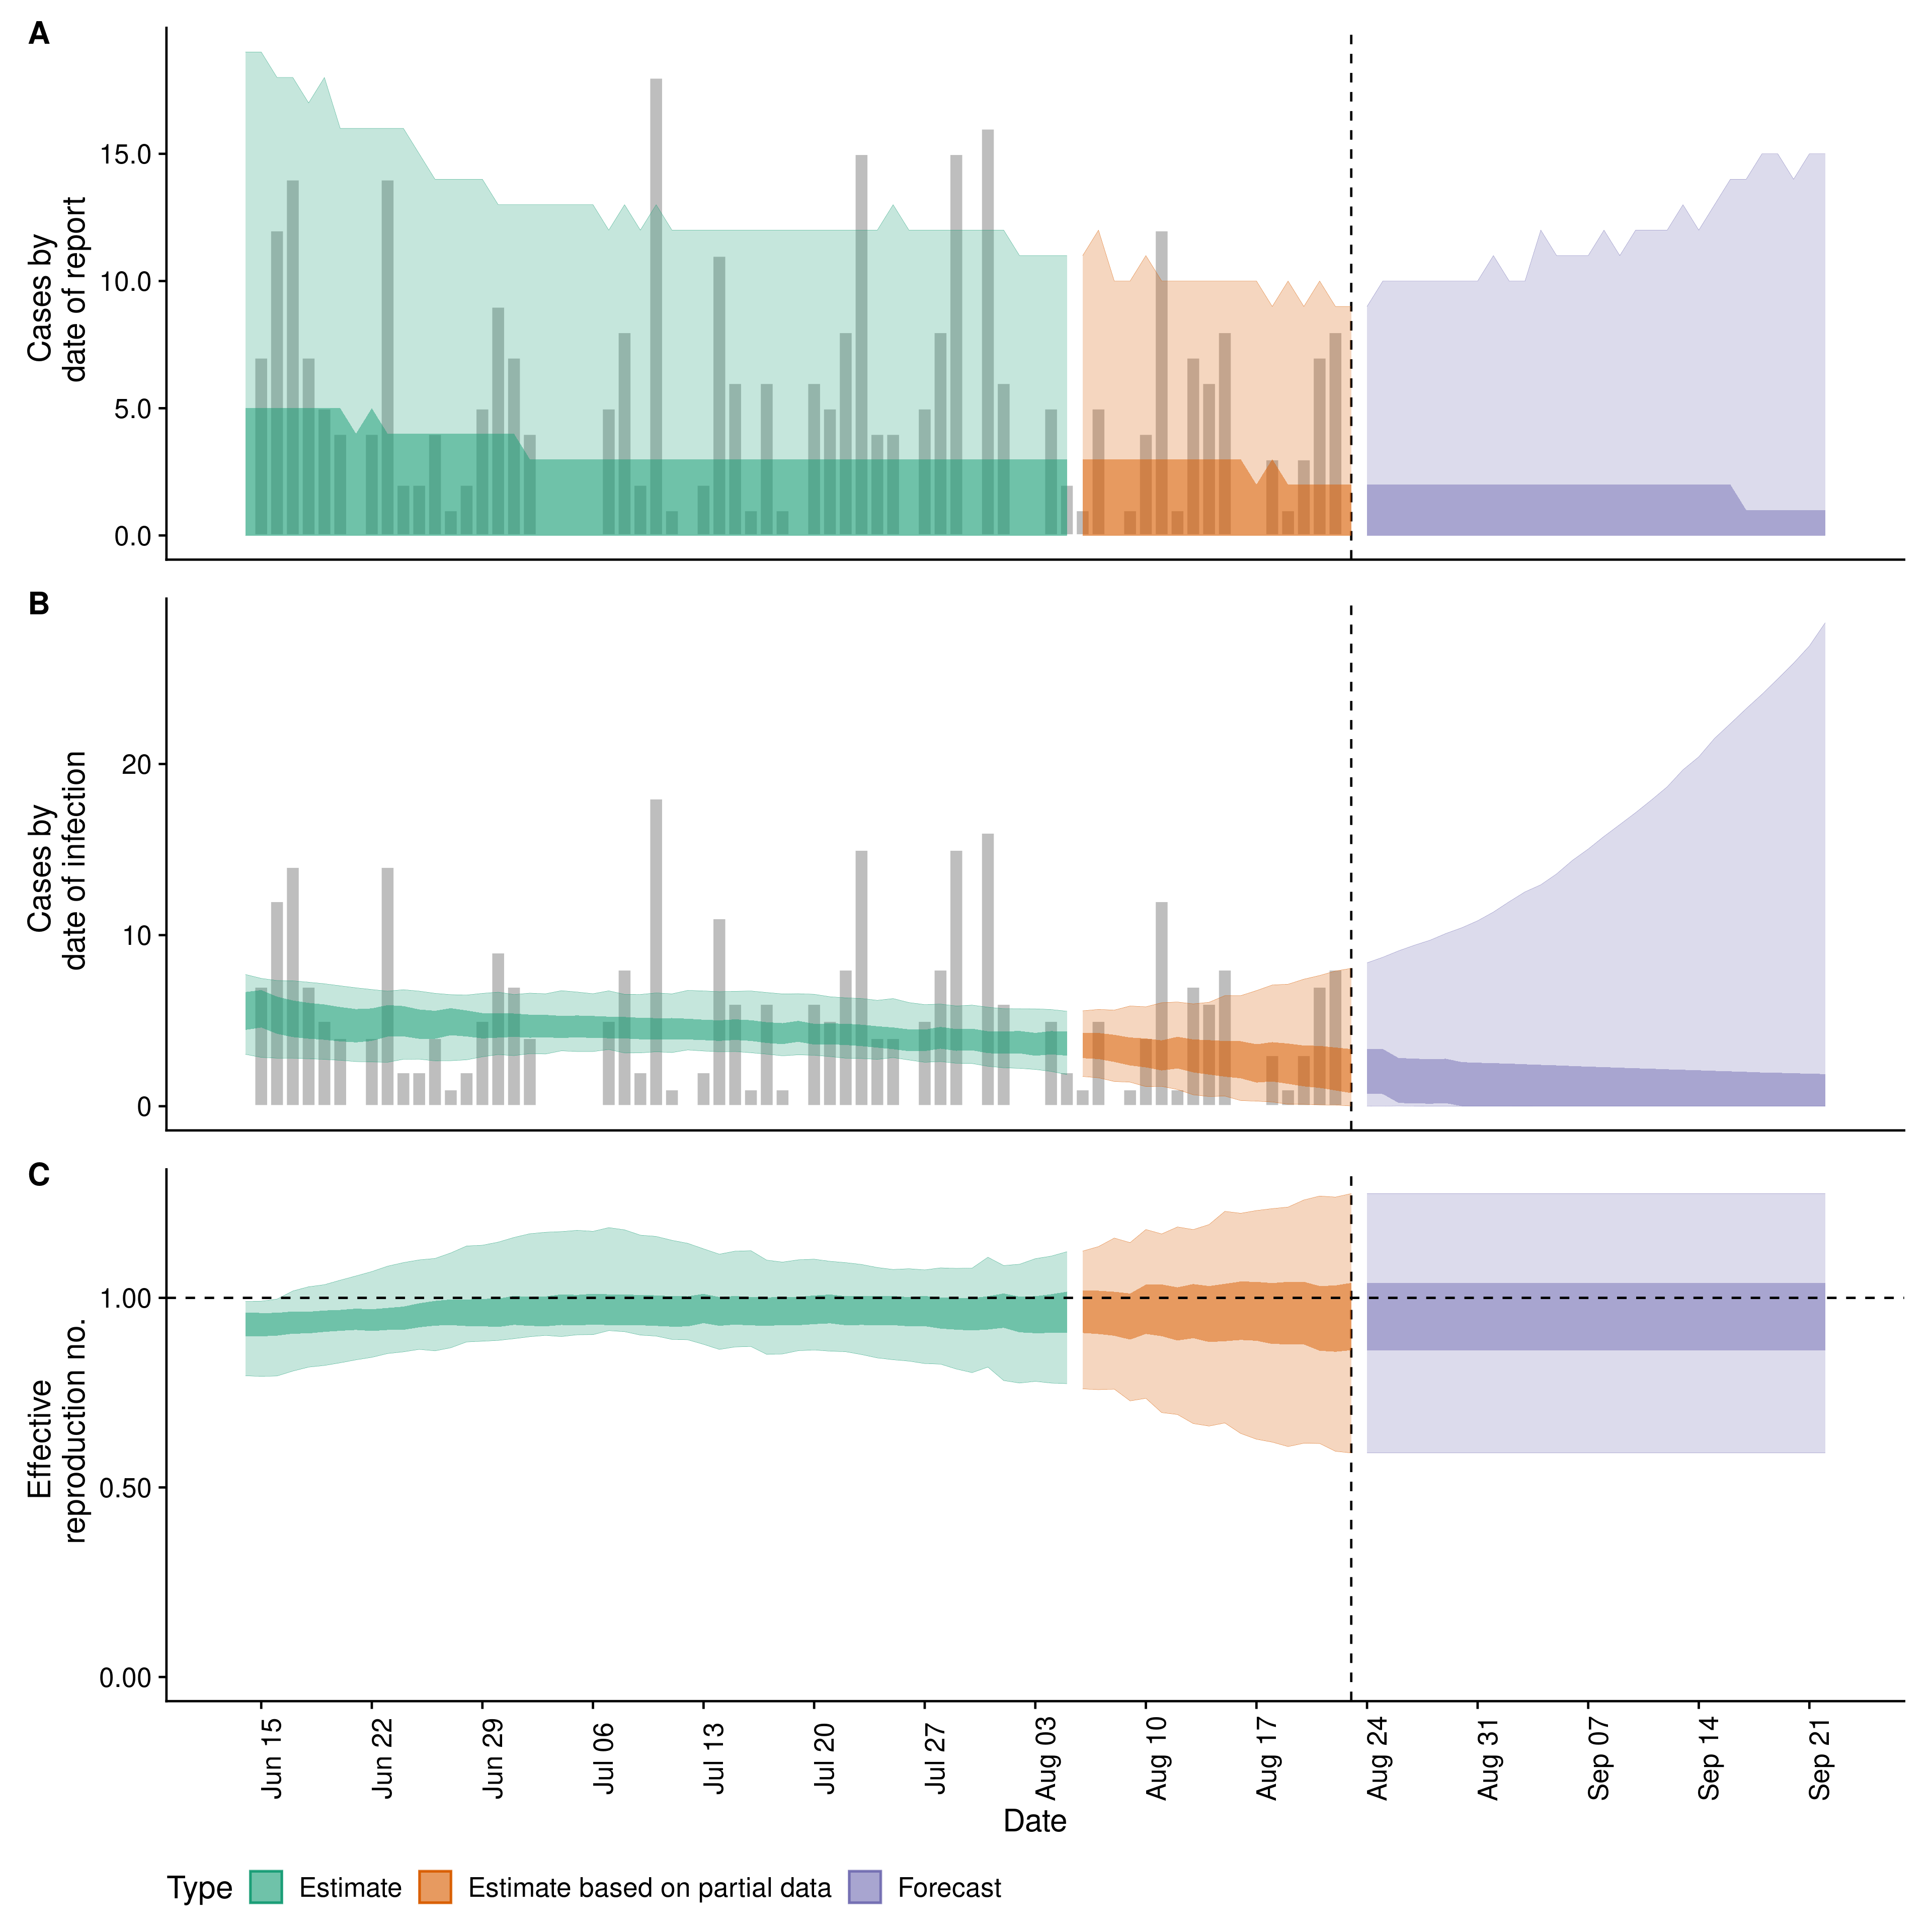 A
Cases by
date of report
15.0
10.0
5.0
0.0
B
Cases by
date of infection
20
10
0
C
Effective
reproduction no.
1.00
0.50
0.00
Jun 15
Jun 22
Jun 29
Jul 06
Jul 13
Jul 20
Jul 27
Aug 03
Aug 10
Aug 17
Aug 24
Aug 31
Sep 07
Sep 14
Sep 21
Date
Type Estimate Estimate based on partial data Forecast